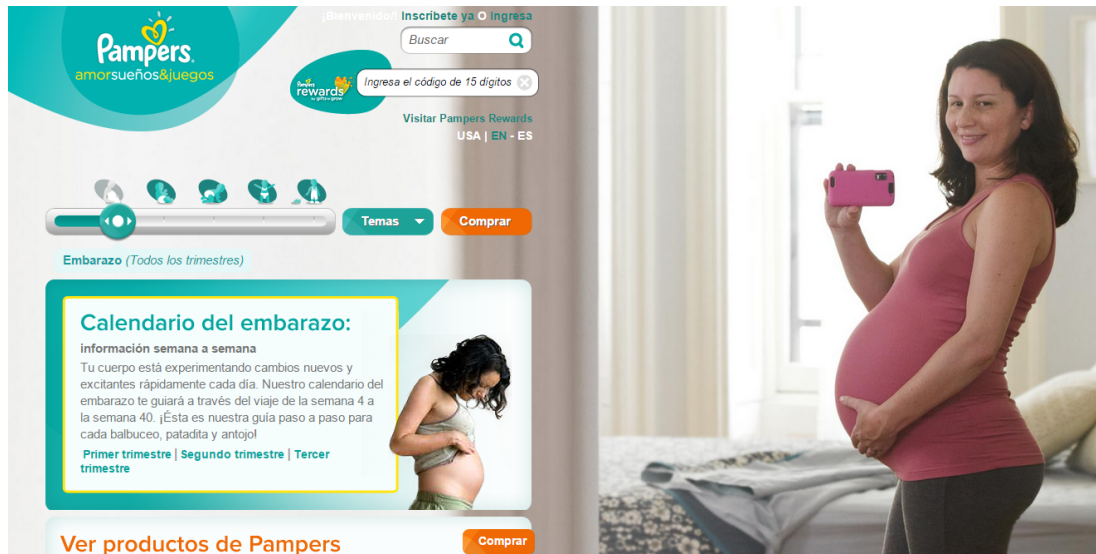 ¡Bienvenido! Inscríbete ya O Ingresa
Pampers
amorsueños&juegos
Buscar
Pampers
rewards
by gifts to grow
Ingresa el código de 15 dígitos
Visitar Pampers Rewards
USA | EN - ES
Temas
Comprar
Embarazo (Todos los trimestres)
Calendario del embarazo:
información semana a semana
Tu cuerpo está experimentando cambios nuevos y
excitantes rápidamente cada día. Nuestro calendario del
embarazo te guiará a través del viaje de la semana 4 a
la semana 40. ¡Ésta es nuestra guía paso a paso para
cada balbuceo, patadita y antojo!
Primer trimestre | Segundo trimestre | Tercer
trimestre
Ver productos de Pampers
Comprar